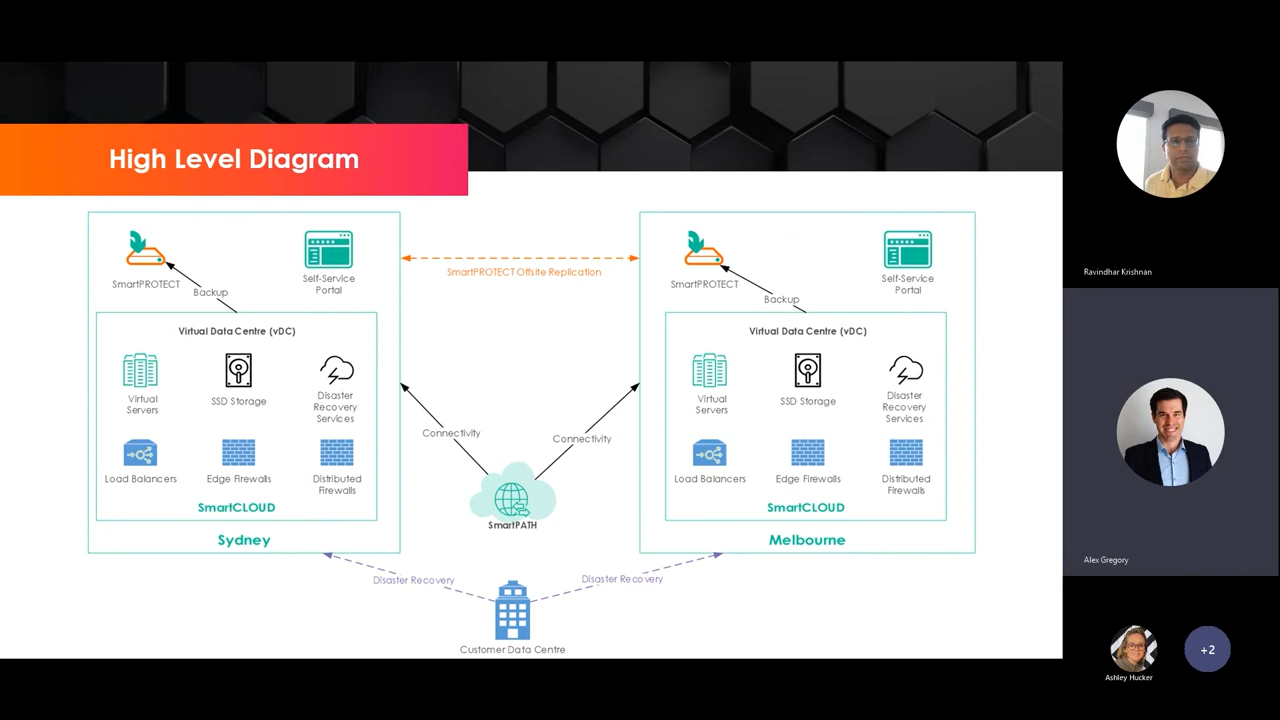 High Level Diagram
SmartPROTECT
Self-Service
Portal
Backup
Virtual Data Centre (vDC)
Virtual
Servers
SSD Storage
Disaster
Recovery
Services
Load Balancers
Edge Firewalls
Distributed
Firewalls
SmartCLOUD
Sydney
SmartPROTECT Offsite Replication
Connectivity
Connectivity
SmartPATH
SmartPROTECT
Self-Service
Portal
Backup
Virtual Data Centre (vDC)
Virtual
Servers
SSD Storage
Disaster
Recovery
Services
Load Balancers
Edge Firewalls
Distributed
Firewalls
SmartCLOUD
Melbourne
Disaster Recovery
Disaster Recovery
Customer Data Centre
Ravindhar Krishnan
Alex Gregory
Ashley Hucker
+2